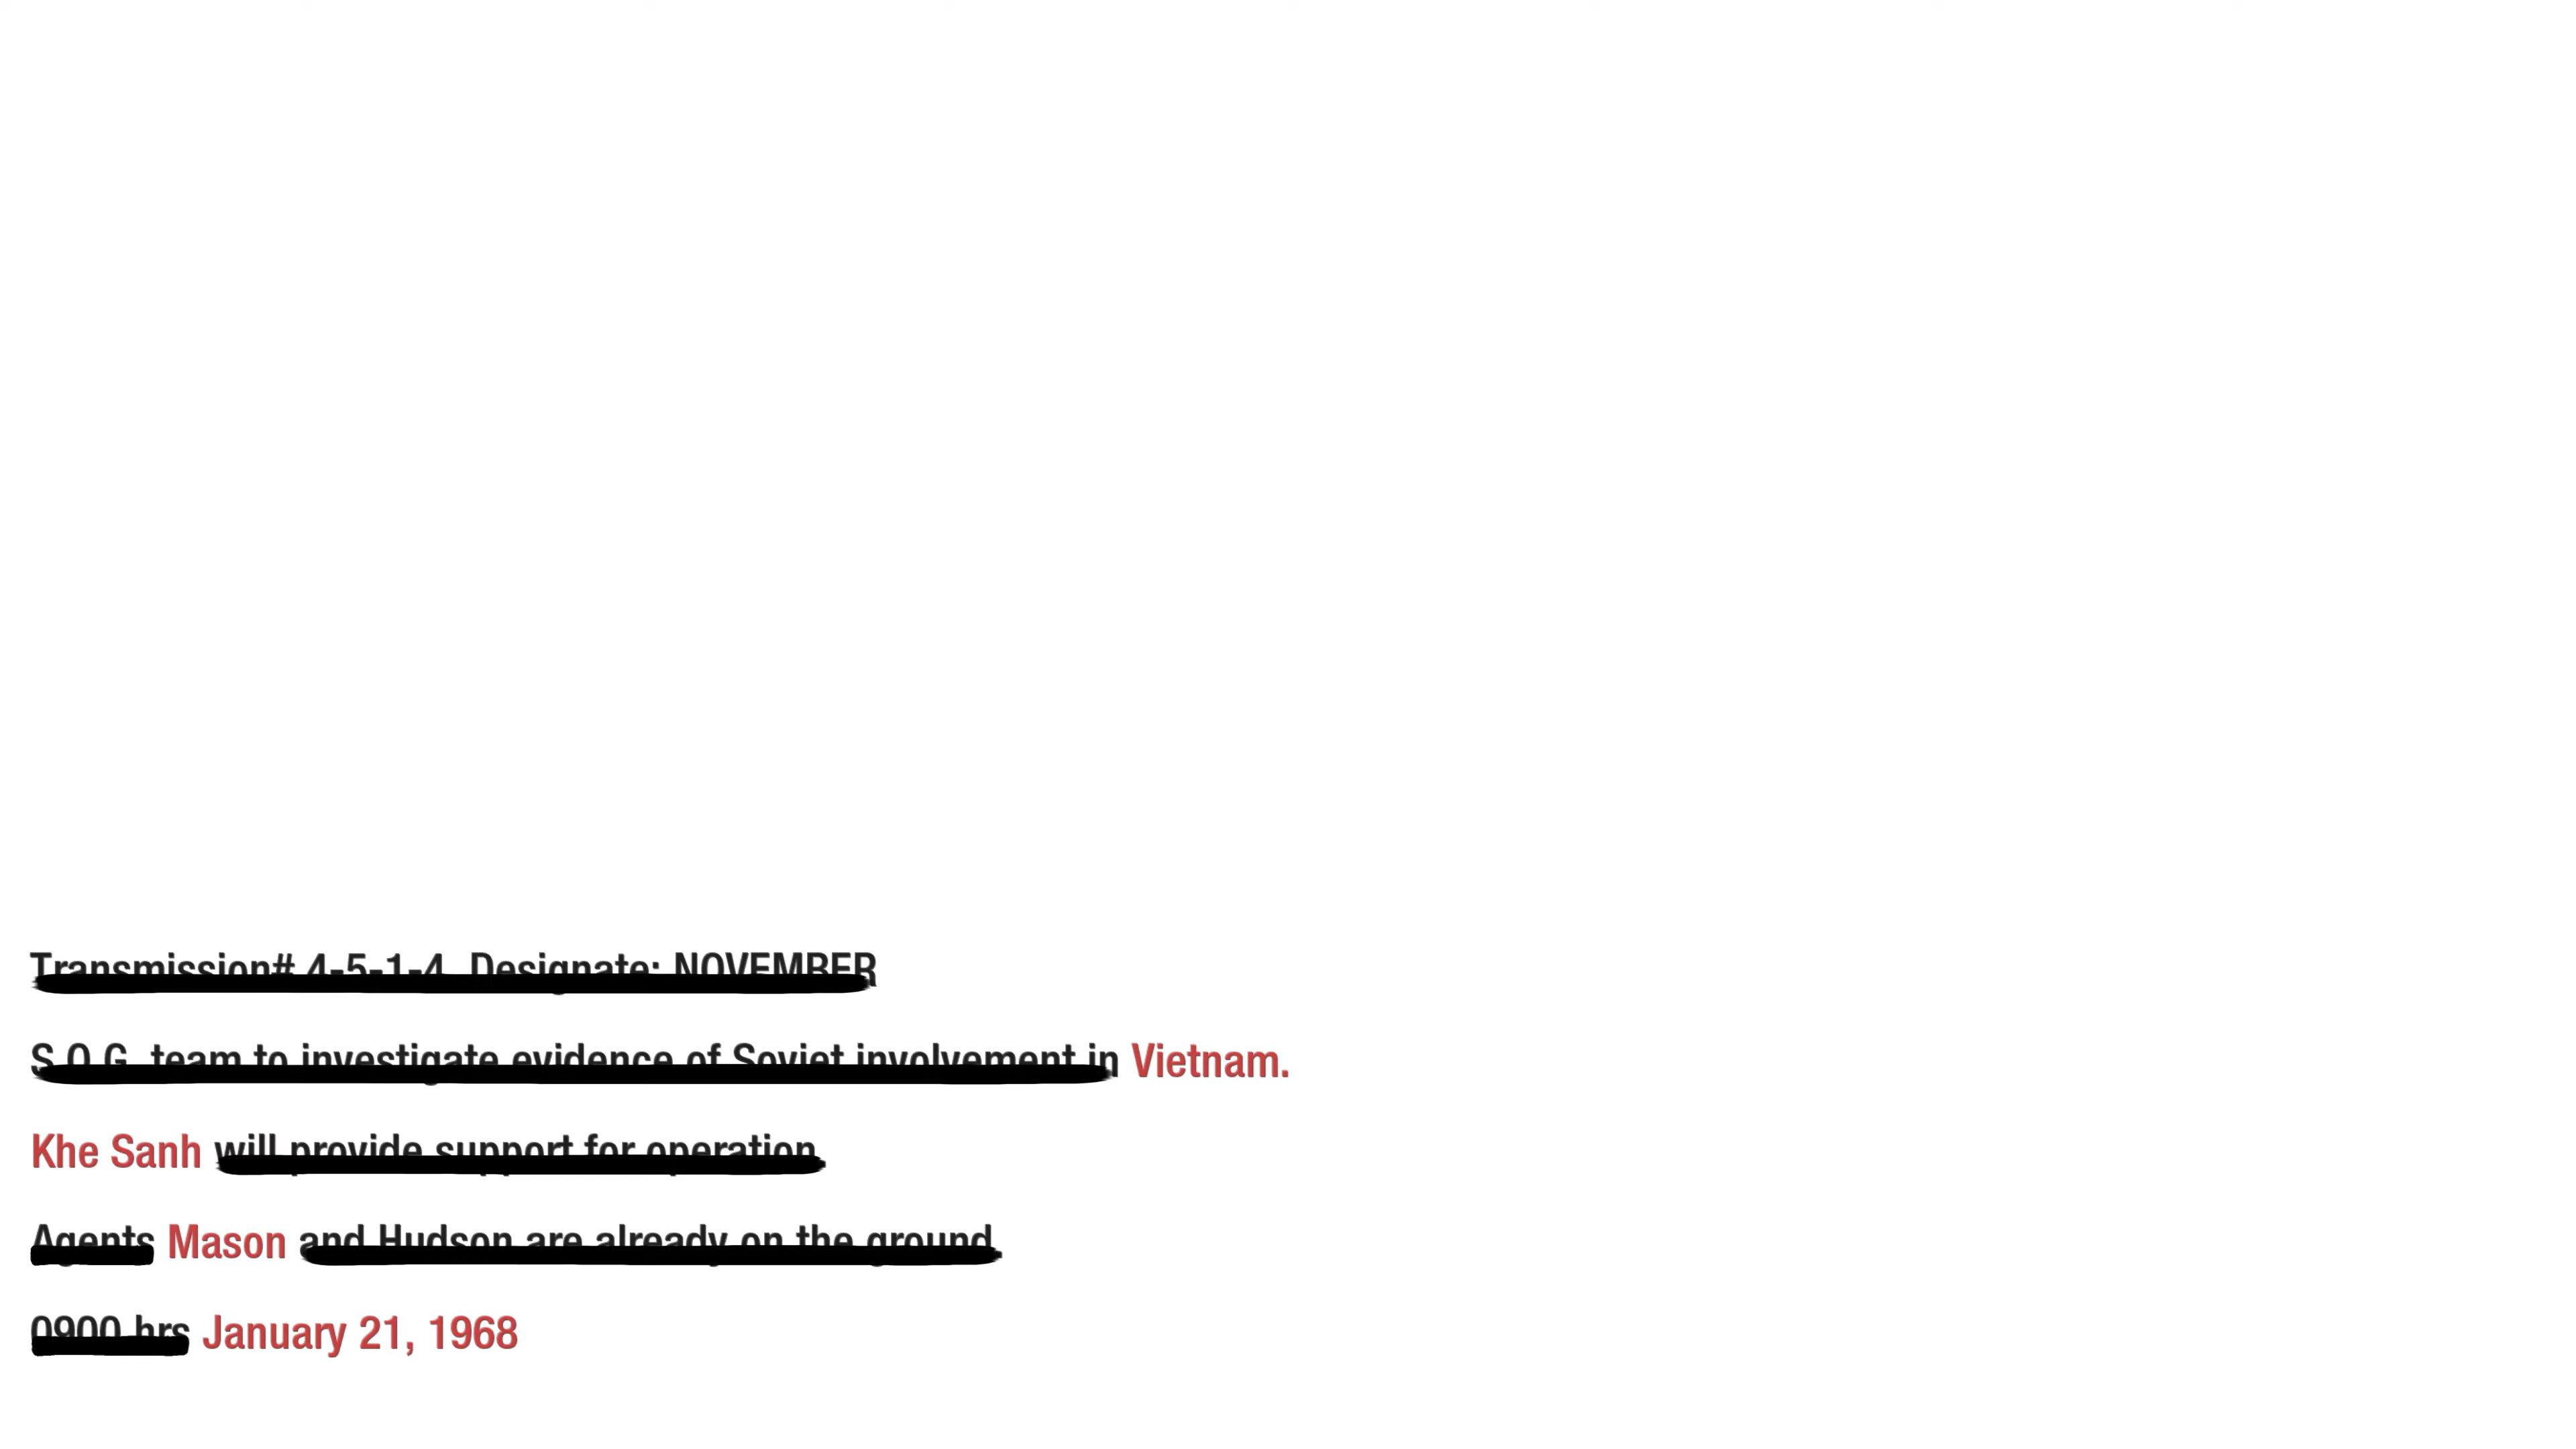 Transmission# 4-5-1-4, Designate: NOVEMBER
S.O.G. team to investigate evidence of Soviet involvement in Vietnam.
Khe Sanh will provide support for operation.
Agents Mason and Hudson are already on the ground.
0900 hrs January 21, 1968